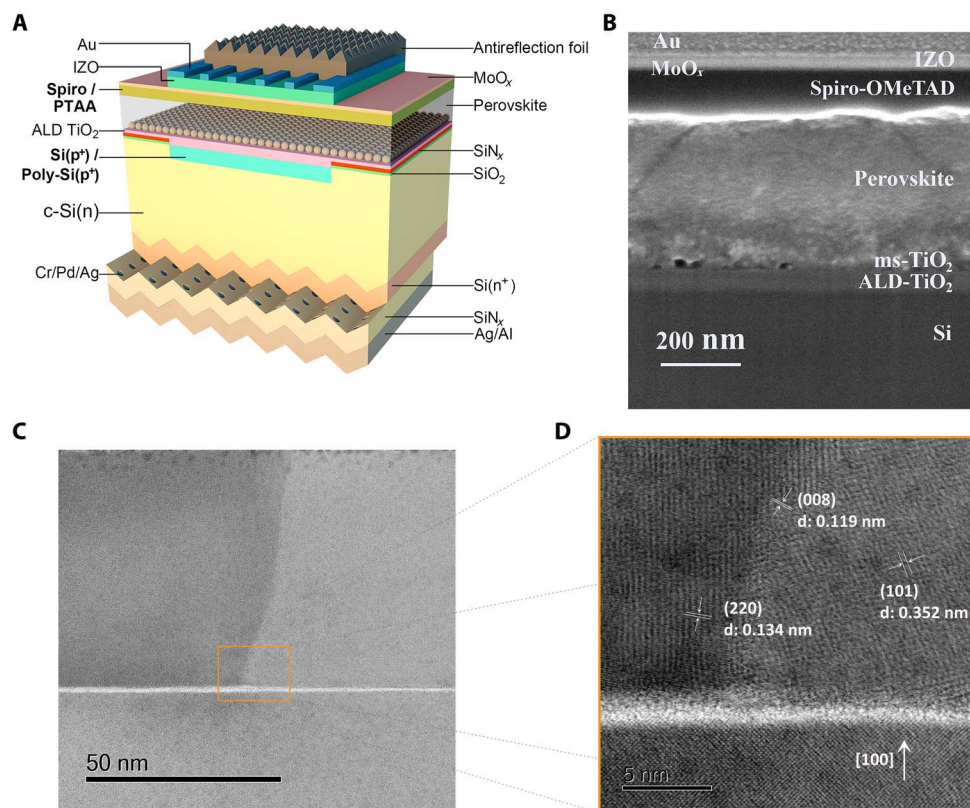 A
Au
IZO
Spiro /
PTAA
ALD TiO₂
Si(p⁺) /
Poly-Si(p⁺)
c-Si(n)
Cr/Pd/Ag
Antireflection foil
MoOₓ
Perovskite
SiNₓ
SiO₂
Si(n⁺)
SiNₓ
Ag/Al
B
Au
IZO
MoOₓ
Spiro-OMeTAD
Perovskite
ms-TiO₂
ALD-TiO₂
Si
200 nm
C
50 nm
D
(008)
d: 0.119 nm
(101)
d: 0.352 nm
(220)
d: 0.134 nm
[100]
5 nm